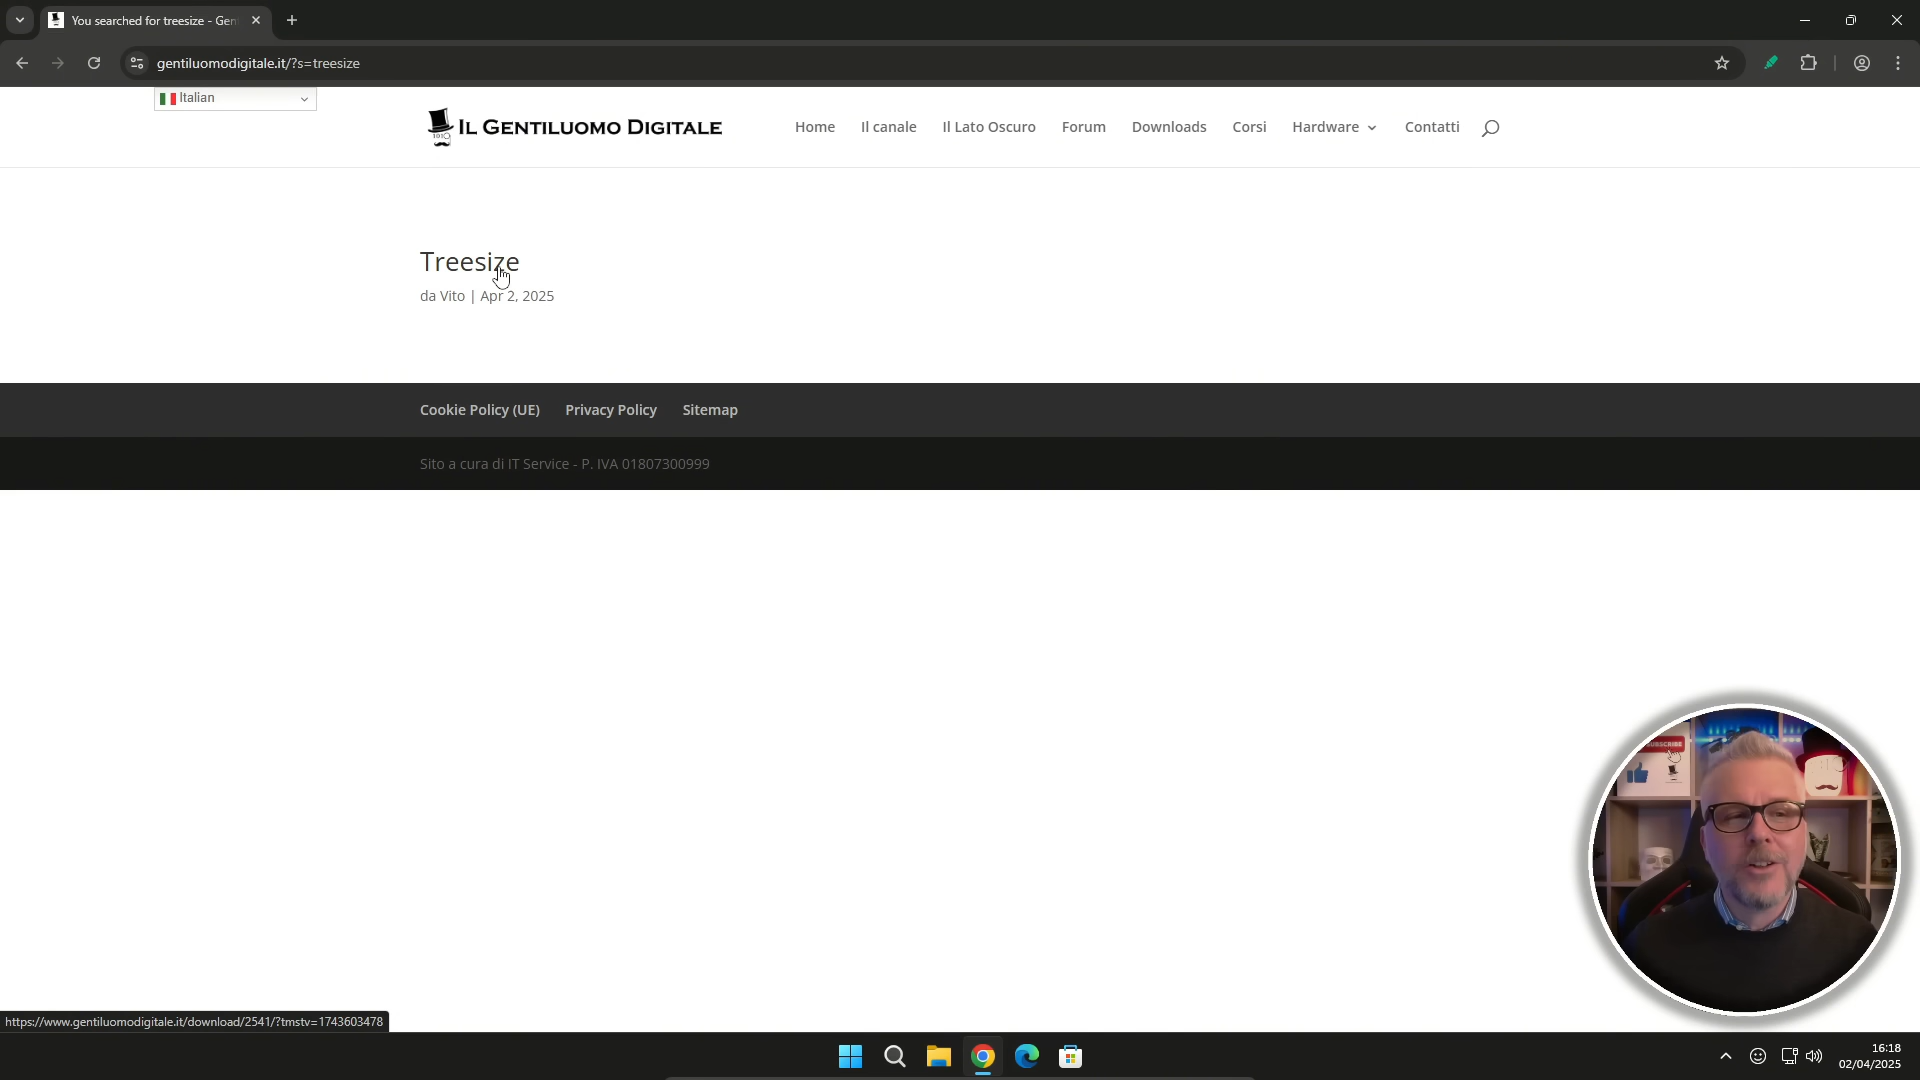 You searched for treesize - Gen
gentiluomodigitale.it/?s=treesize
Italian
IL GENTILUOMO DIGITALE
Home
Il canale
Il Lato Oscuro
Forum
Downloads
Corsi
Hardware
Contatti
Treesize
da Vito | Apr 2, 2025
Cookie Policy (UE)
Privacy Policy
Sitemap
Sito a cura di IT Service - P. IVA 01807300999
SUBSCRIBE
https://www.gentiluomodigitale.it/download/2541/?tmstv=1743603478
16:18
02/04/2025